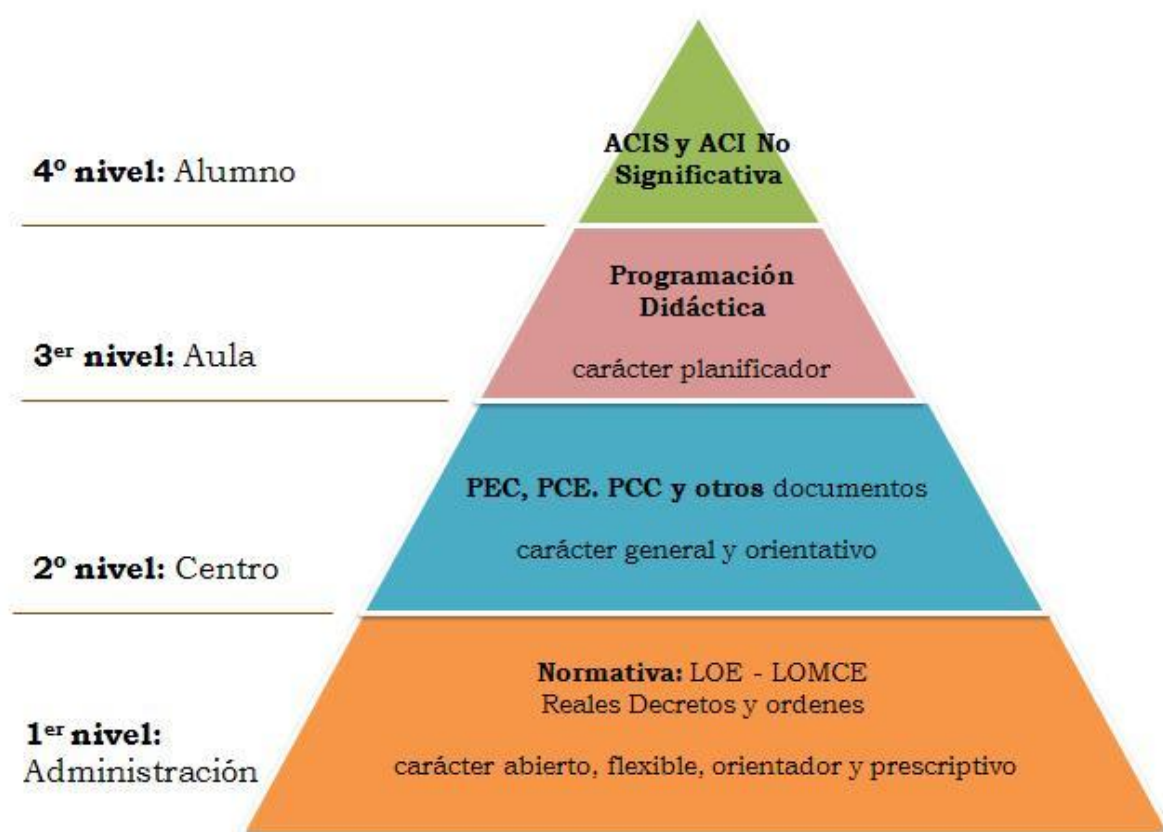 ACIS y ACI No
Significativa
4º nivel: Alumno
Programación
Didáctica
carácter planificador
3er nivel: Aula
PEC, PCE. PCC y otros documentos
carácter general y orientativo
2º nivel: Centro
Normativa: LOE - LOMCE
Reales Decretos y ordenes
carácter abierto, flexible, orientador y prescriptivo
1er nivel:
Administración